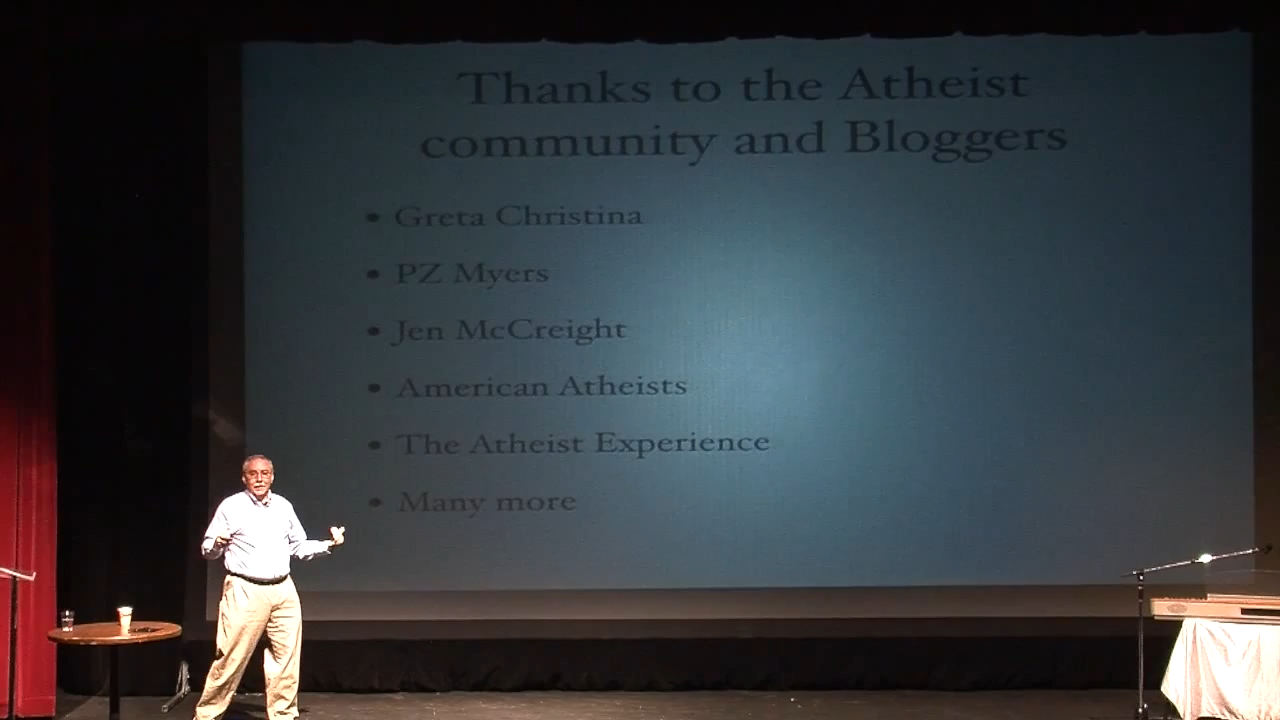 Thanks to the Atheist
community and Bloggers
• Greta Christina
• PZ Myers
• Jen McCreight
• American Atheists
• The Atheist Experience
• Many more